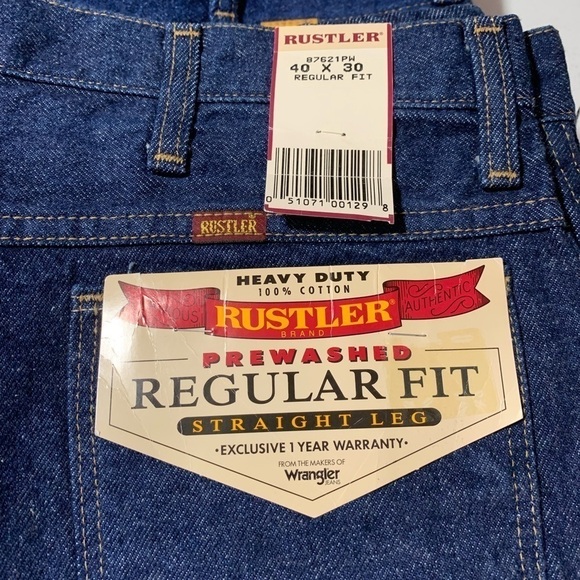 RUSTLER®
87621PW
40 X 30
REGULAR FIT
0 51071 00129 8
RUSTLER
HEAVY DUTY
100% COTTON
AUTHENTIC
RUSTLER®
BRAND
PREWASHED
REGULAR FIT
STRAIGHT LEG
•EXCLUSIVE 1 YEAR WARRANTY•
FROM THE MAKERS OF
Wrangler
JEANS